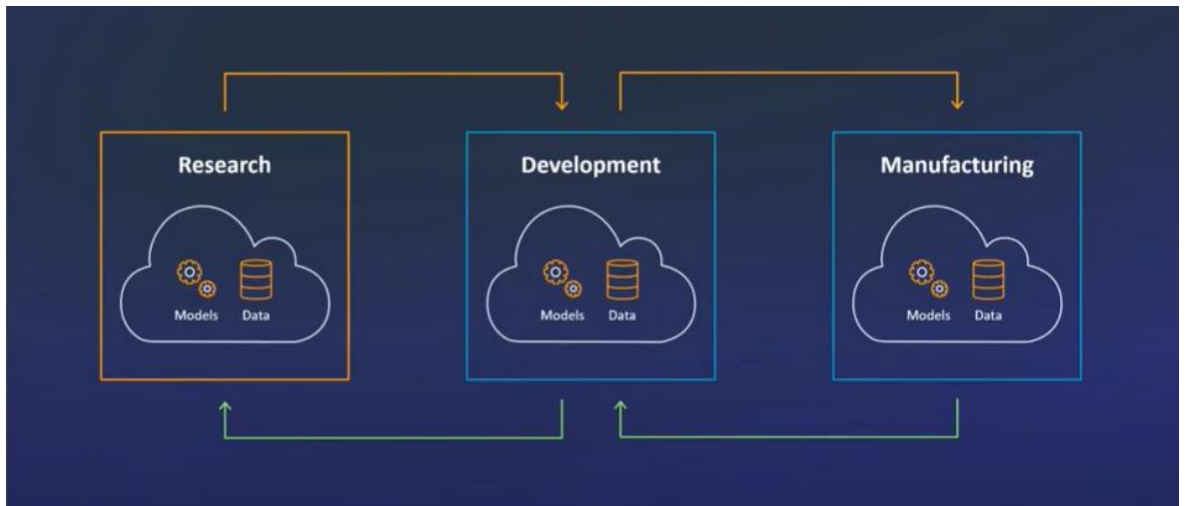 Research
Development
Manufacturing
Models Data
Models Data
Models Data